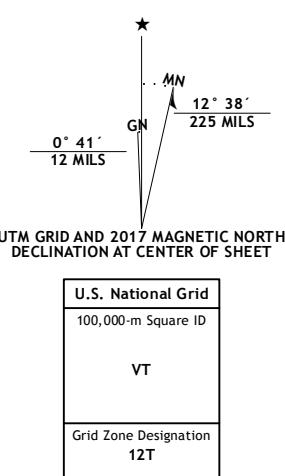 ★
MN
GN
12° 38´
225 MILS
0° 41´
12 MILS
UTM GRID AND 2017 MAGNETIC NORTH
DECLINATION AT CENTER OF SHEET
U.S. National Grid
100,000-m Square ID
VT
Grid Zone Designation
12T